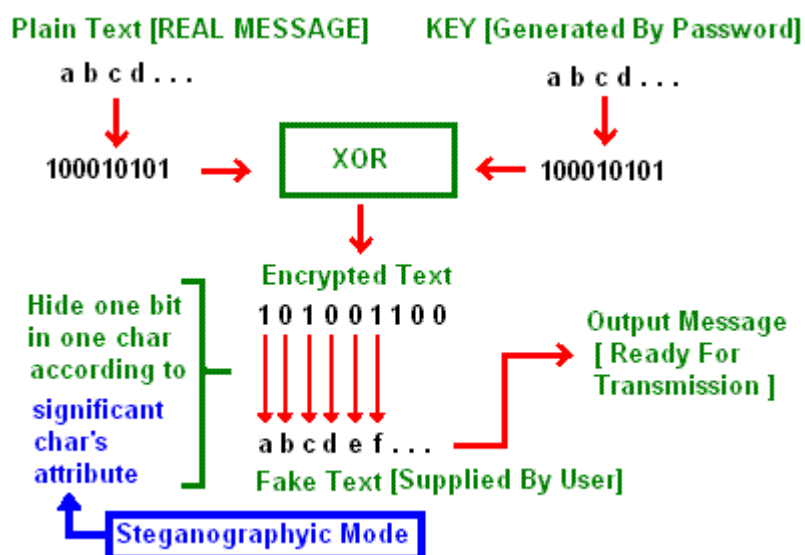 Plain Text [REAL MESSAGE]
KEY [Generated By Password]
a b c d . . .
a b c d . . .
100010101
XOR
100010101
Encrypted Text
1 0 1 0 0 1 1 0 0
Hide one bit
in one char
according to
significant
char's
attribute
Output Message
[ Ready For
Transmission ]
a b c d e f . . .
Fake Text [Supplied By User]
Steganographyic Mode